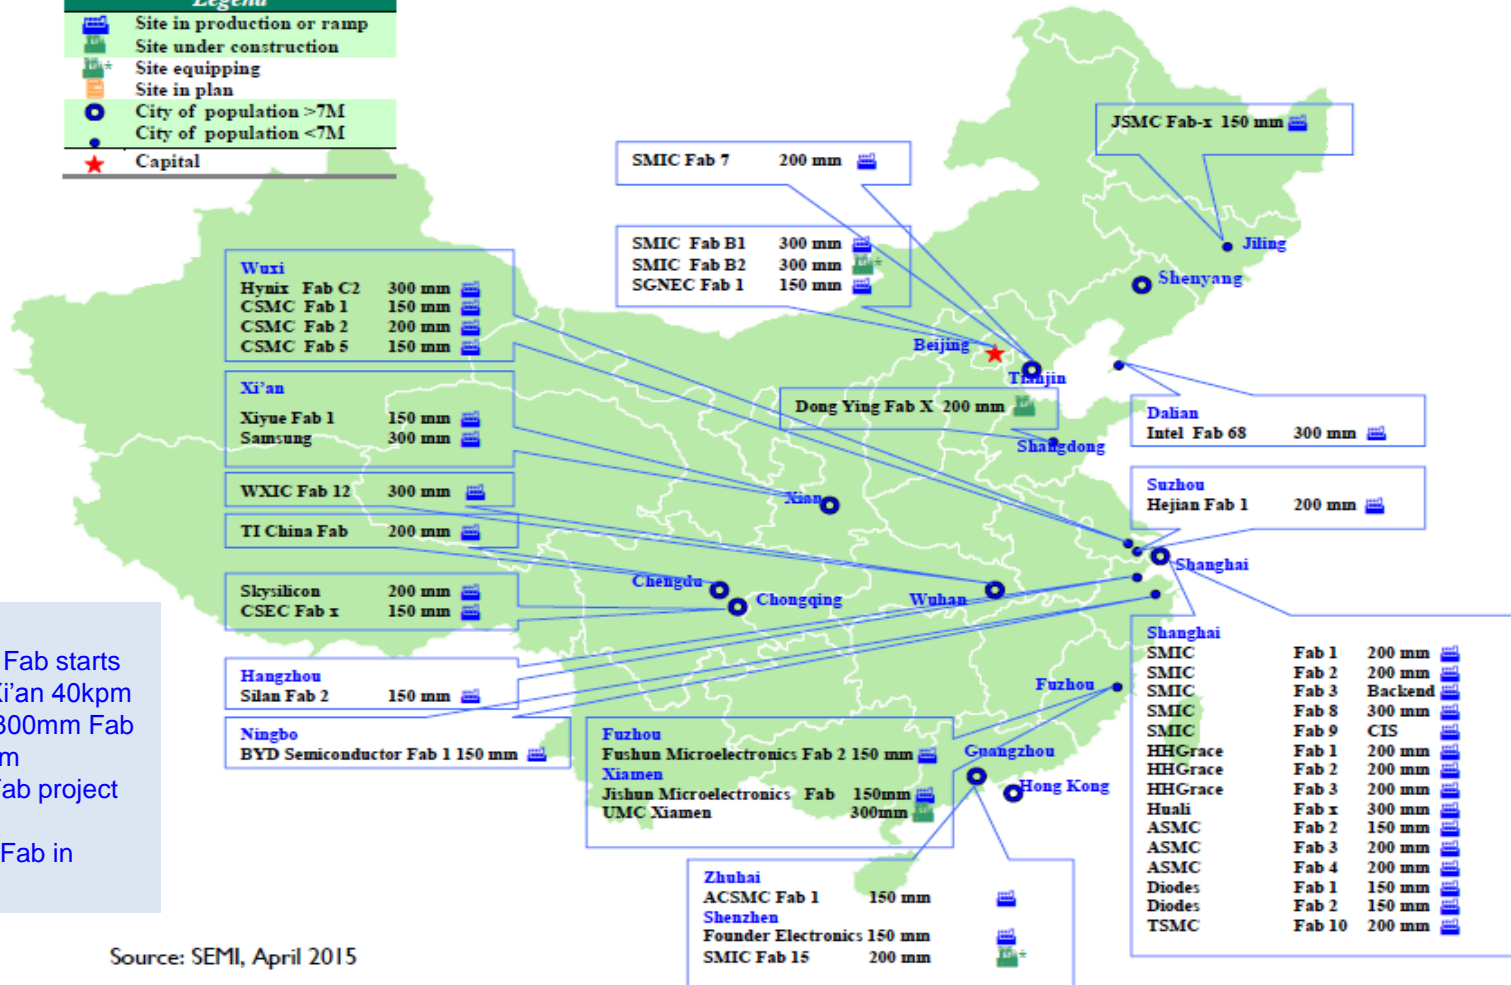 Legend
Site in production or ramp
Site under construction
* Site equipping
Site in plan
City of population >7M
City of population <7M
Capital
JSMC Fab-x 150 mm
SMIC Fab 7 200 mm
SMIC Fab B1 300 mm
SMIC Fab B2 300 mm *
SGNEC Fab 1 150 mm
Jiling
Shenyang
Wuxi
Hynix Fab C2 300 mm
CSMC Fab 1 150 mm
CSMC Fab 2 200 mm
CSMC Fab 5 150 mm
Beijing
Tianjin
Xi’an
Xiyue Fab 1 150 mm
Samsung 300 mm
Dong Ying Fab X 200 mm
Shangdong
Dalian
Intel Fab 68 300 mm
WXIC Fab 12 300 mm
Xian
Suzhou
Hejian Fab 1 200 mm
TI China Fab 200 mm
Shanghai
Skysilicon 200 mm
CSEC Fab x 150 mm
Chengdu
Chongqing
Wuhan
Fab starts
Xi’an 40kpm
300mm Fab
m
Fab project
Fab in
Hangzhou
Silan Fab 2 150 mm
Ningbo
BYD Semiconductor Fab 1 150 mm
Fuzhou
Fuzhou
Fushun Microelectronics Fab 2 150 mm
Xiamen
Jishun Microelectronics Fab 150mm
UMC Xiamen 300mm
Guangzhou
Hong Kong
Shanghai
SMIC Fab 1 200 mm
SMIC Fab 2 200 mm
SMIC Fab 3 Backend
SMIC Fab 8 300 mm
SMIC Fab 9 CIS
HHGrace Fab 1 200 mm
HHGrace Fab 2 200 mm
HHGrace Fab 3 200 mm
Huali Fab x 300 mm
ASMC Fab 2 150 mm
ASMC Fab 3 200 mm
ASMC Fab 4 200 mm
Diodes Fab 1 150 mm
Diodes Fab 2 150 mm
TSMC Fab 10 200 mm
Zhuhai
ACSMC Fab 1 150 mm
Shenzhen
Founder Electronics 150 mm
SMIC Fab 15 200 mm *
Source: SEMI, April 2015